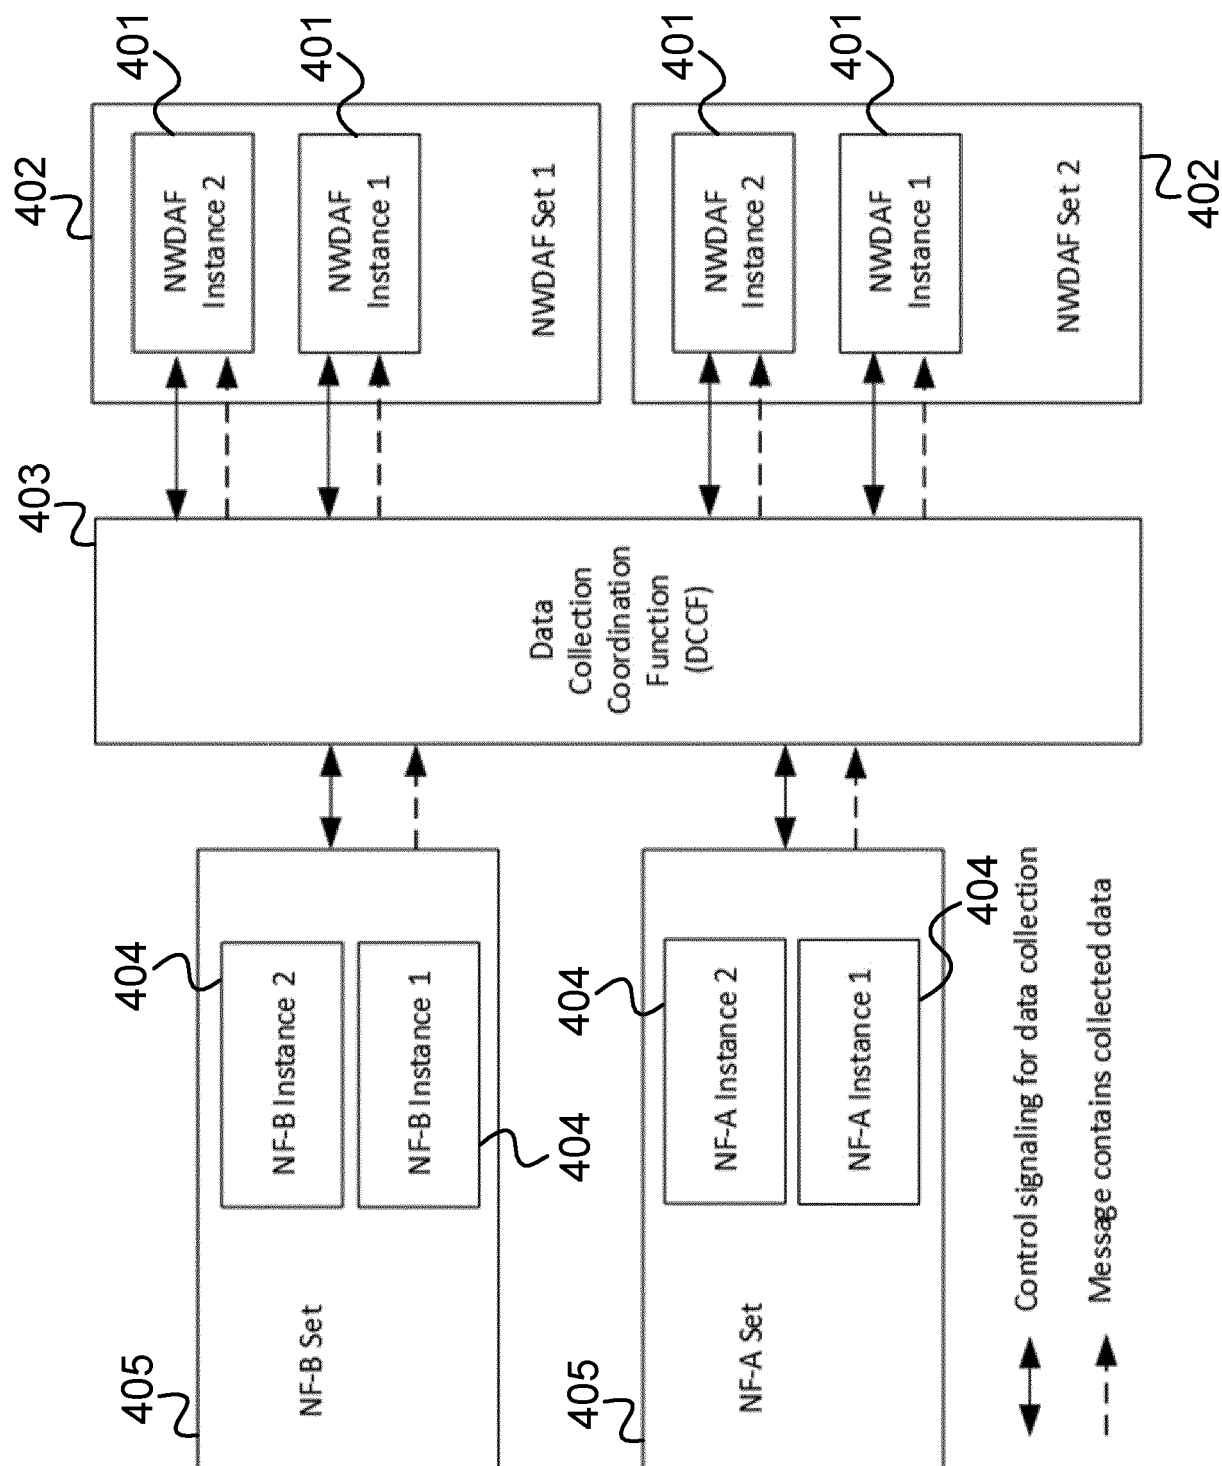 402
401
NWDAF
Instance 2
401
NWDAF
Instance 1
NWDAF Set 1
401
NWDAF
Instance 2
401
NWDAF
Instance 1
NWDAF Set 2
402
403
Data
Collection
Coordination
Function
(DCCF)
405
NF-B Set
404
NF-B Instance 2
NF-B Instance 1
404
405
NF-A Set
404
NF-A Instance 2
NF-A Instance 1
404
Control signaling for data collection
Message contains collected data